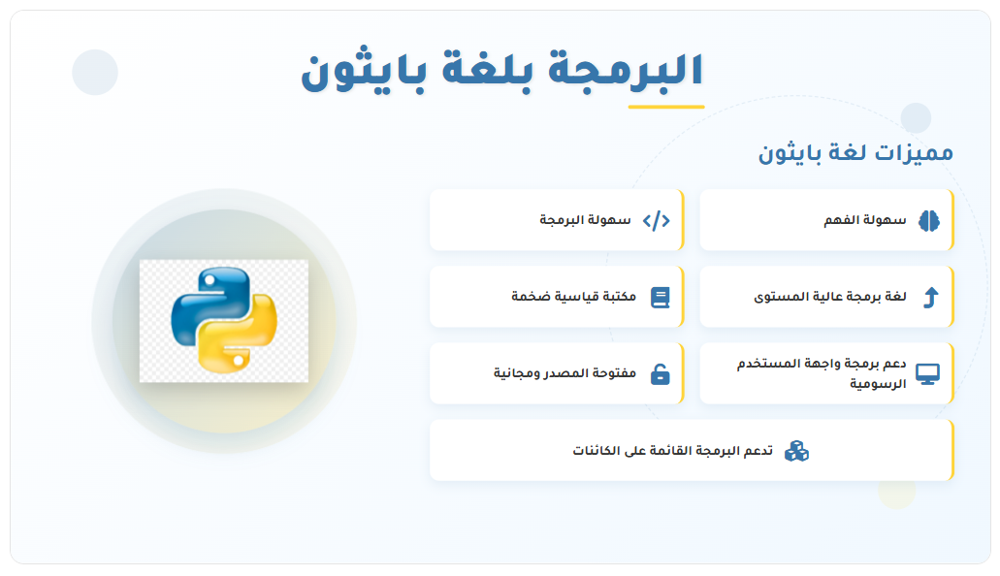 البرمجة بلغة بايثون
مميزات لغة بايثون
سهولة الفهم
سهولة البرمجة
لغة برمجة عالية المستوى
مكتبة قياسية ضخمة
دعم برمجة واجهة المستخدم
الرسومية
مفتوحة المصدر ومجانية
تدعم البرمجة القائمة على الكائنات